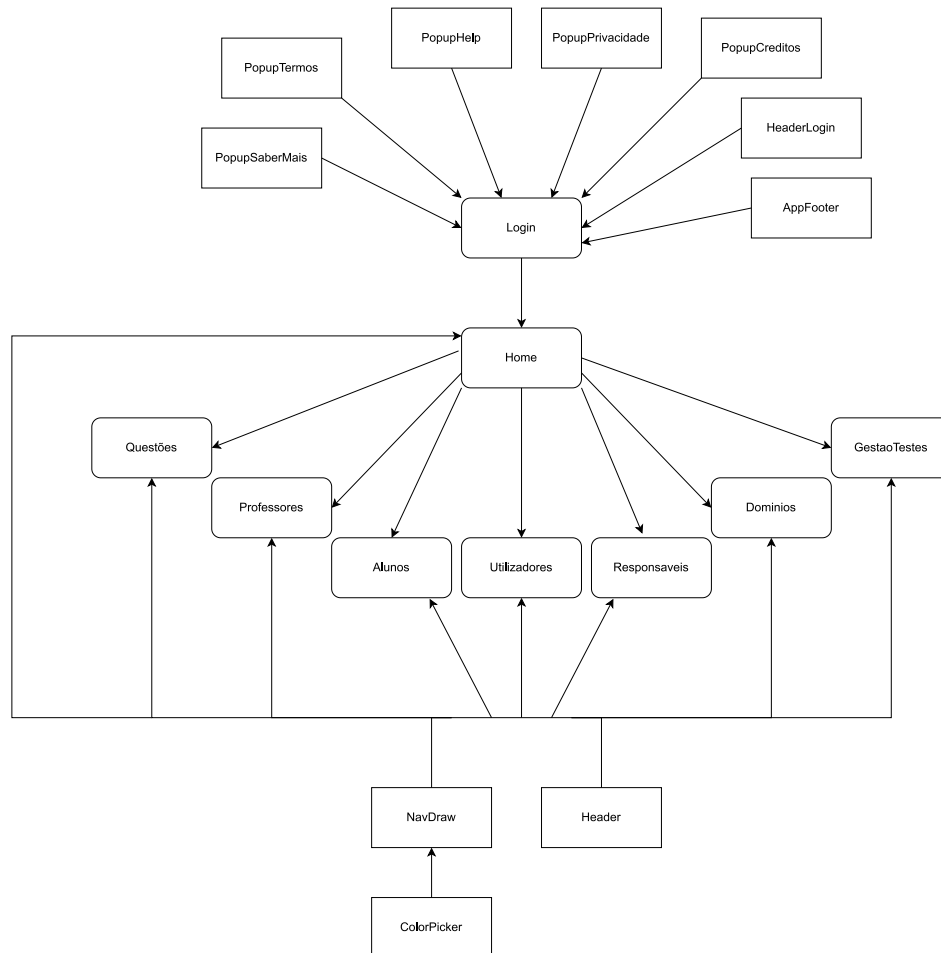 PopupHelp
PopupPrivacidade
PopupCreditos
PopupTermos
HeaderLogin
PopupSaberMais
AppFooter
Login
Home
Questões
GestaoTestes
Professores
Dominios
Alunos
Utilizadores
Responsaveis
NavDraw
Header
ColorPicker